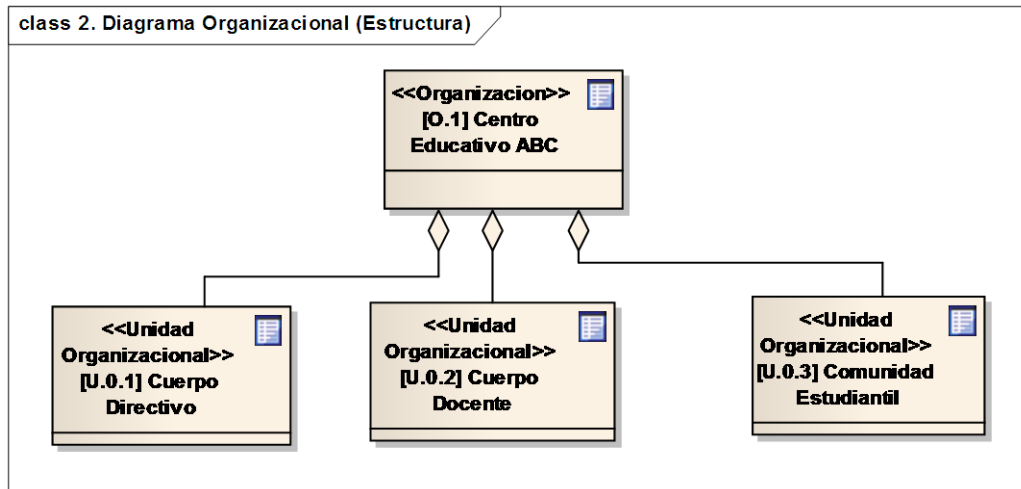 class 2. Diagrama Organizacional (Estructura)
<<Organizacion>>
[O.1] Centro
Educativo ABC
<<Unidad
Organizacional>>
[U.0.1] Cuerpo
Directivo
<<Unidad
Organizacional>>
[U.0.2] Cuerpo
Docente
<<Unidad
Organizacional>>
[U.0.3] Comunidad
Estudiantil